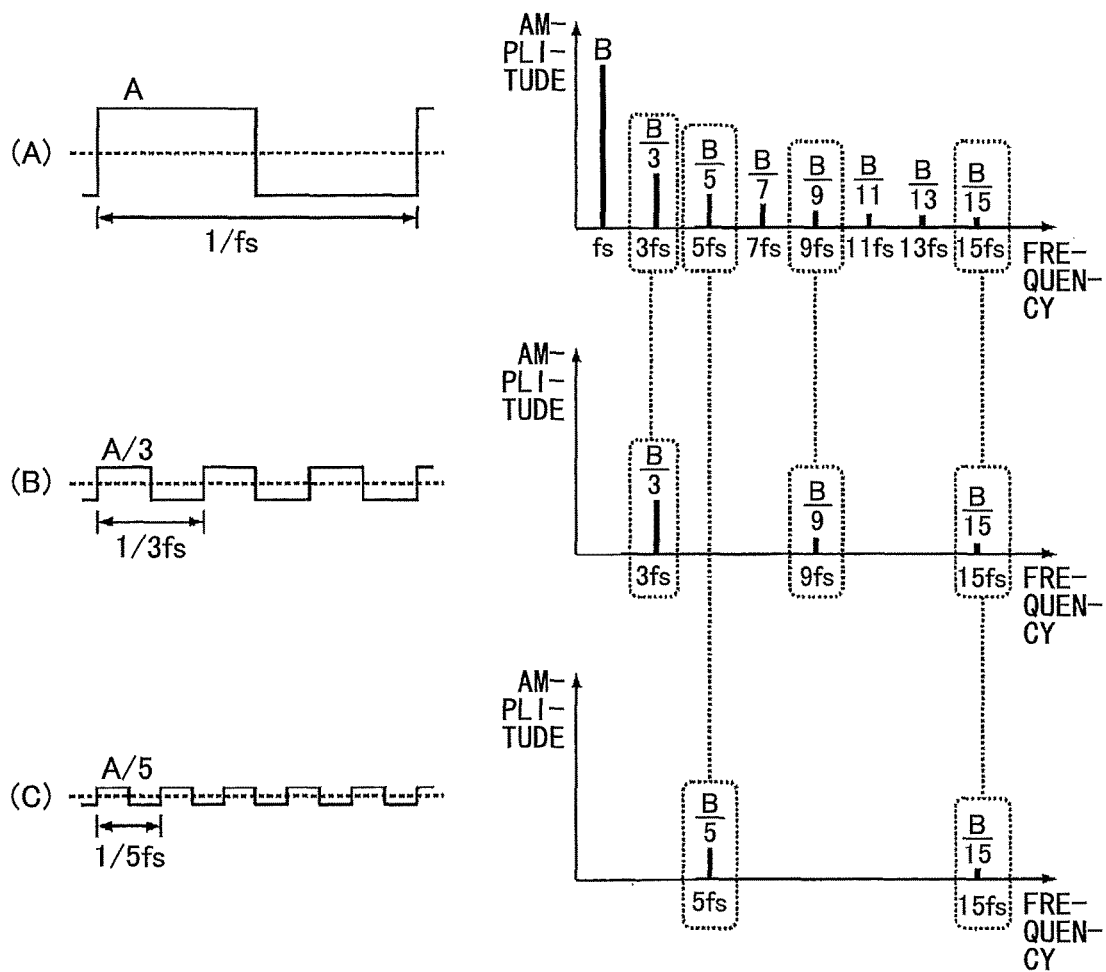 (A)
A
1/fs
AM-
PLI-
TUDE
B
B/3
B/5
B/7
B/9
B/11
B/13
B/15
fs 3fs 5fs 7fs 9fs 11fs 13fs 15fs
FRE-
QUEN-
CY
(B)
A/3
1/3fs
AM-
PLI-
TUDE
B/3
B/9
B/15
3fs 9fs 15fs
FRE-
QUEN-
CY
(C)
A/5
1/5fs
AM-
PLI-
TUDE
B/5
B/15
5fs 15fs
FRE-
QUEN-
CY